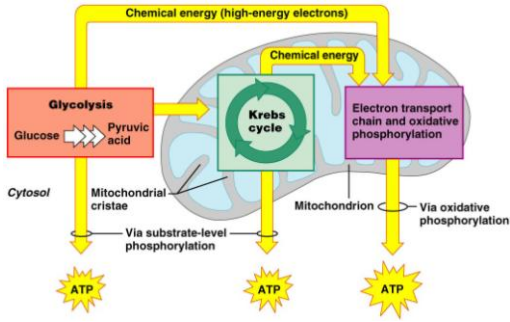 Chemical energy (high-energy electrons)
Chemical energy
Glycolysis
Glucose
Pyruvic
acid
Krebs
cycle
Electron transport
chain and oxidative
phosphorylation
Cytosol
Mitochondrial
cristae
Mitochondrion
Via oxidative
phosphorylation
Via substrate-level
phosphorylation
ATP
ATP
ATP